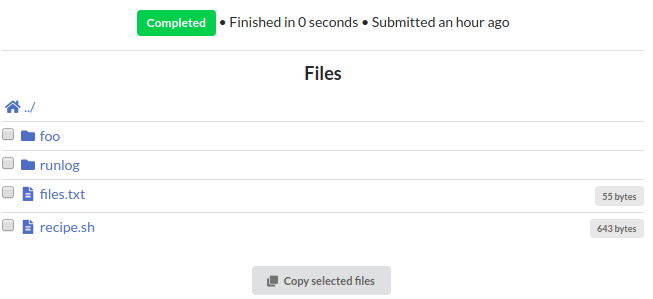 Completed • Finished in 0 seconds • Submitted an hour ago
Files
../
foo
runlog
files.txt 55 bytes
recipe.sh 643 bytes
Copy selected files